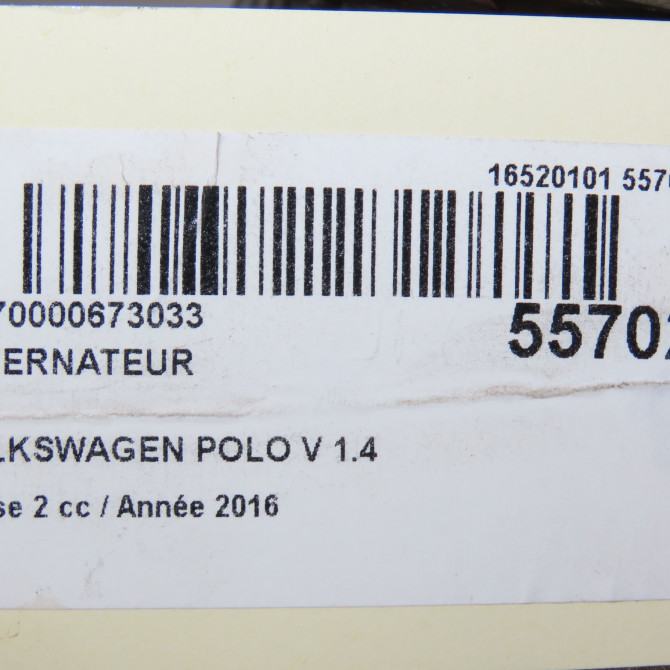 16520101 557
70000673033
5570
ERNATEUR
LKSWAGEN POLO V 1.4
se 2 cc / Année 2016